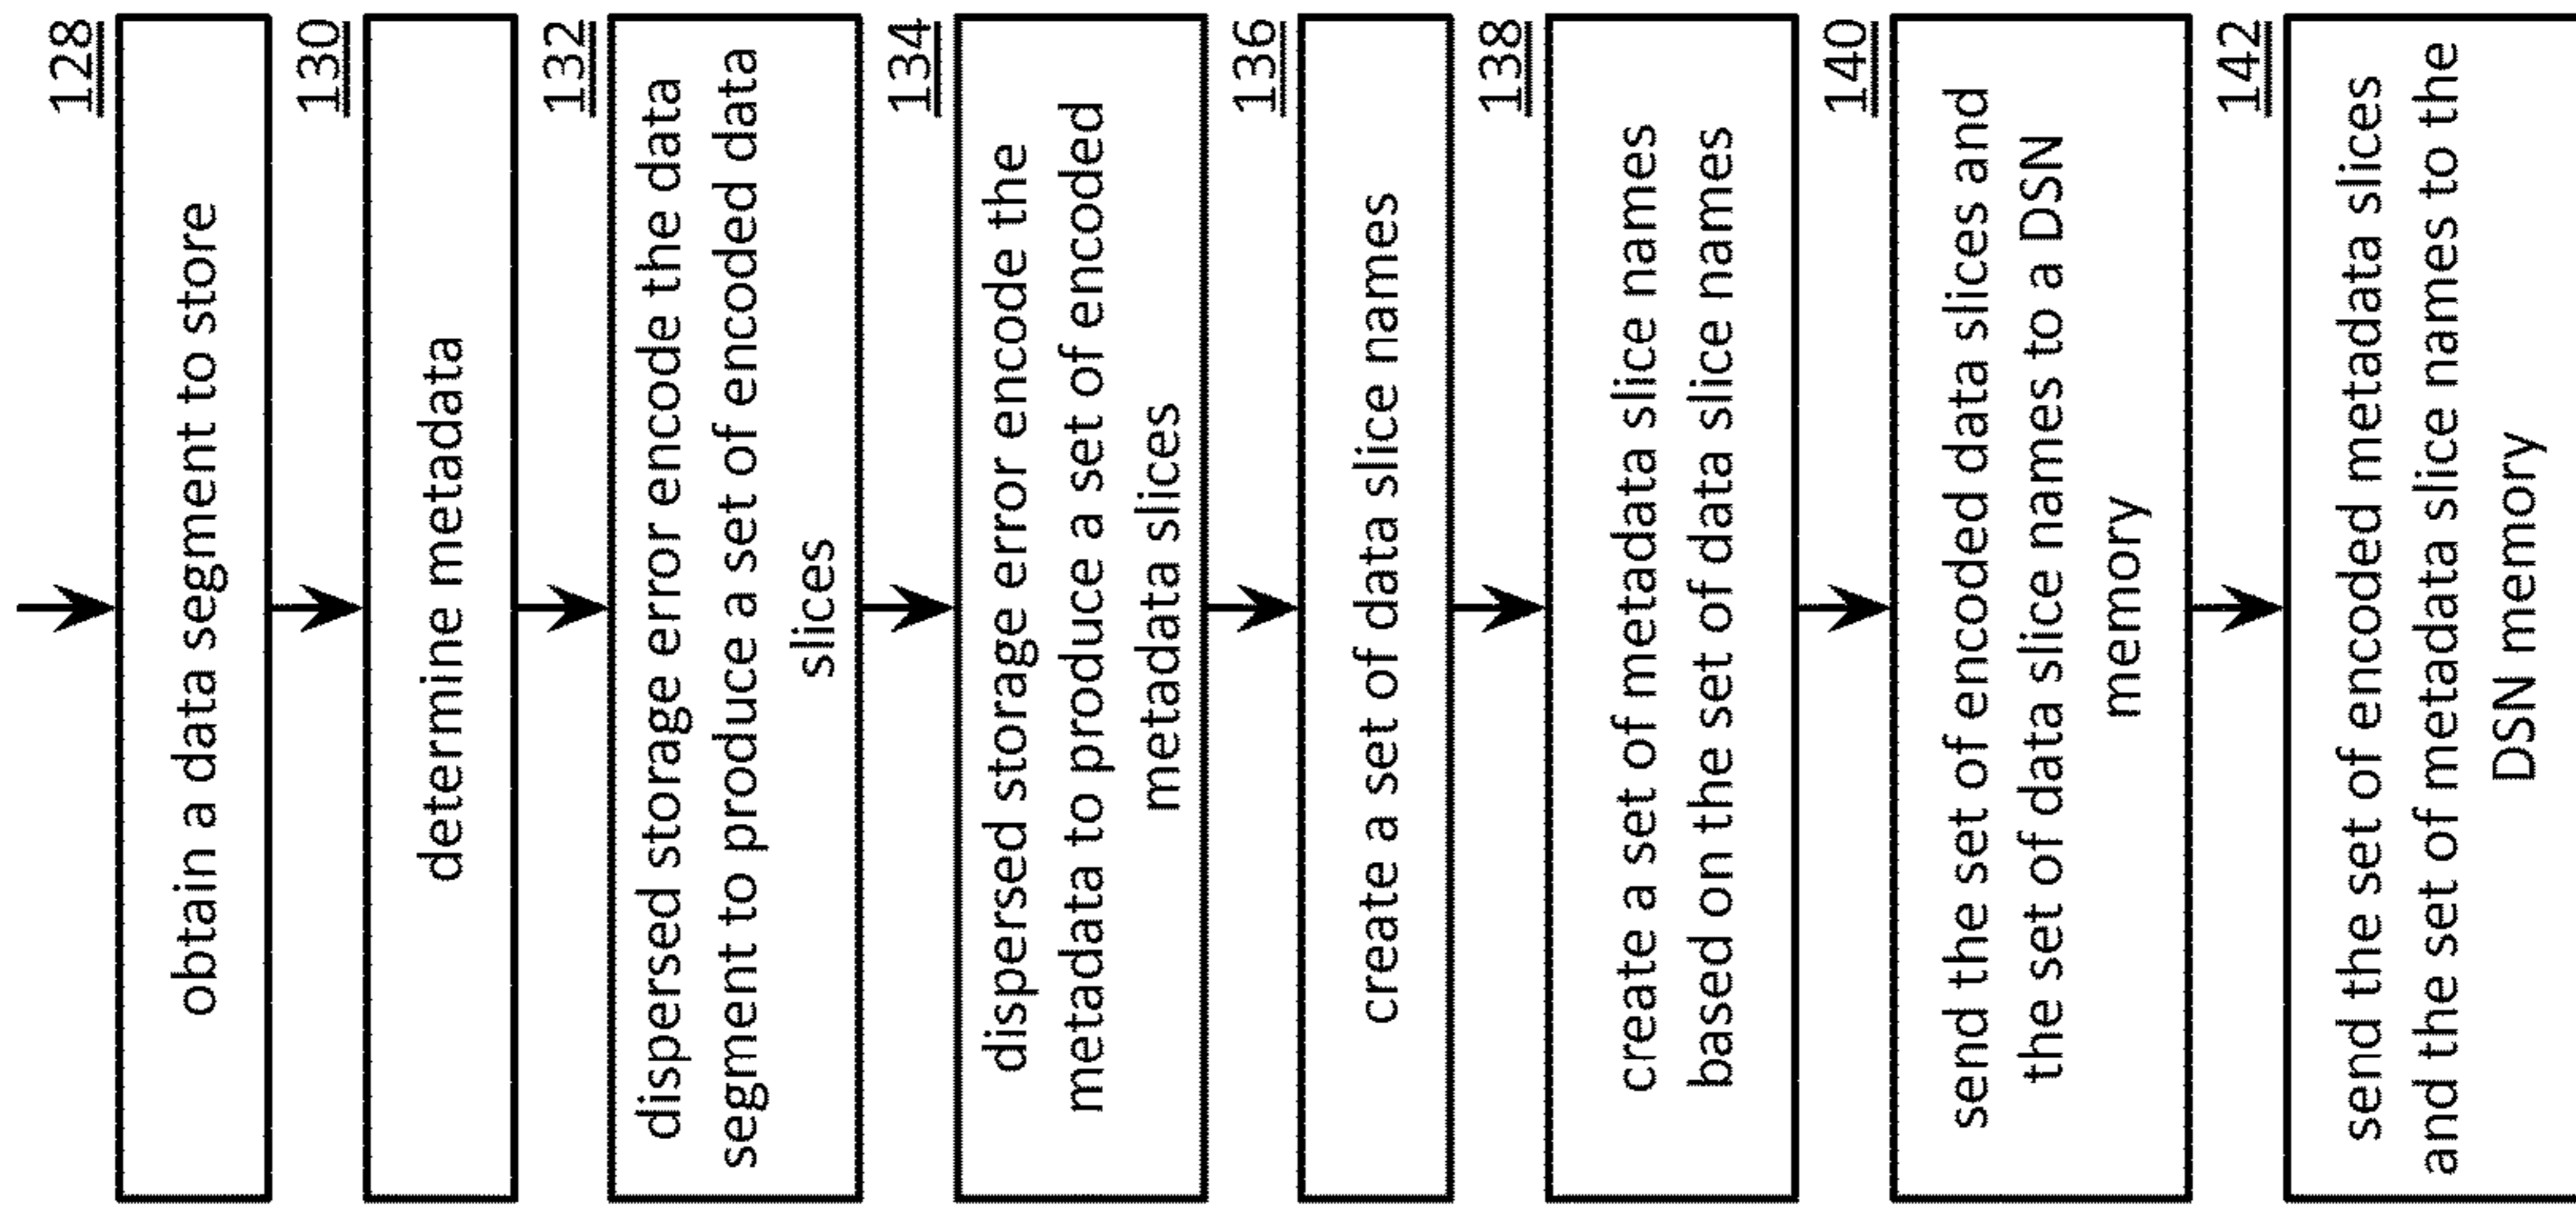 128
obtain a data segment to store
130
determine metadata
132
dispersed storage error encode the data
segment to produce a set of encoded data
slices
134
dispersed storage error encode the
metadata to produce a set of encoded
metadata slices
136
create a set of data slice names
138
create a set of metadata slice names
based on the set of data slice names
140
send the set of encoded data slices and
the set of data slice names to a DSN
memory
142
send the set of encoded metadata slices
and the set of metadata slice names to the
DSN memory